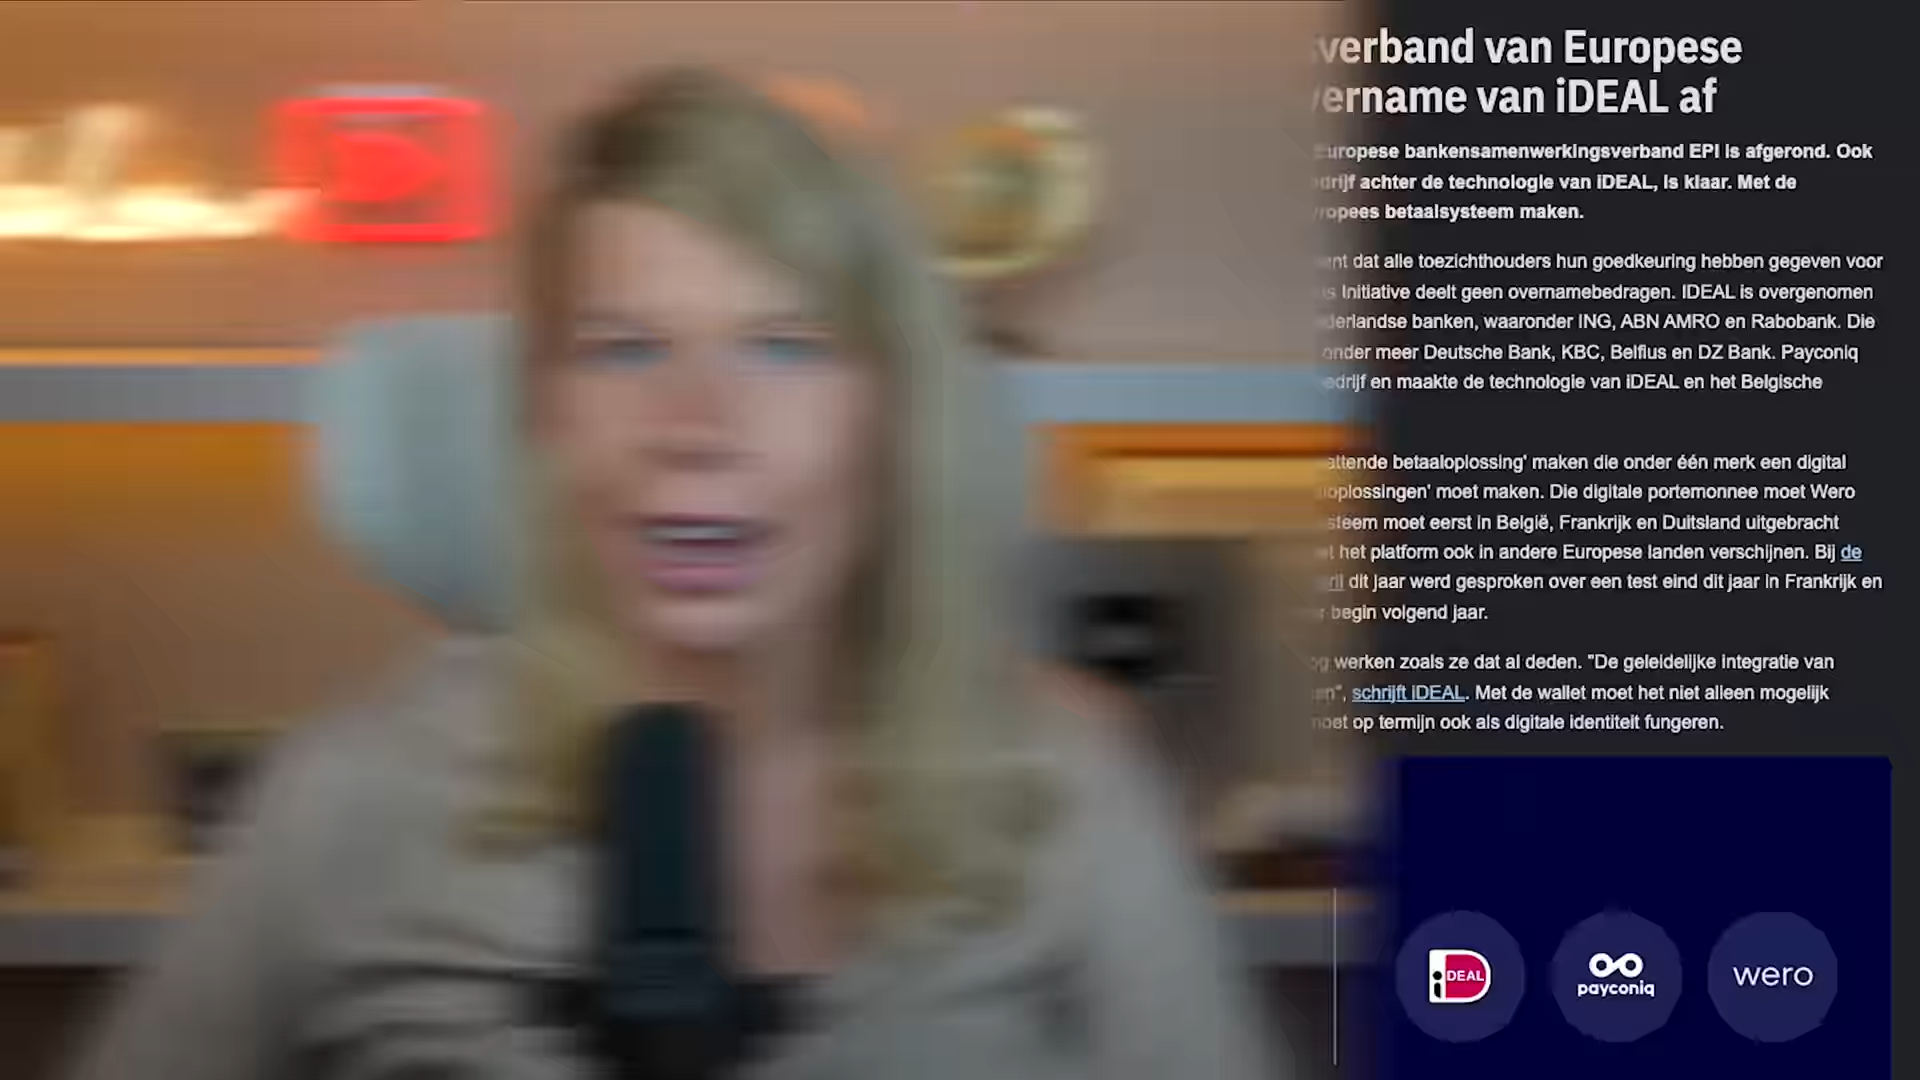 verband van Europese
ername van iDEAL af
Europese bankensamenwerkingsverband EPI is afgerond. Ook
achter de technologie van iDEAL, is klaar. Met de
betaalsysteem maken.
dat alle toezichthouders hun goedkeuring hebben gegeven voor
Initiative deelt geen overnamebedragen. IDEAL is overgenomen
banken, waaronder ING, ABN AMRO en Rabobank. Die
onder meer Deutsche Bank, KBC, Belfius en DZ Bank. Payconiq
en maakte de technologie van iDEAL en het Belgische
betaaloplossing' maken die onder één merk een digital
moet maken. Die digitale portemonnee moet Wero
moet eerst in België, Frankrijk en Duitsland uitgebracht
het platform ook in andere Europese landen verschijnen. Bij de
dit jaar werd gesproken over een test eind dit jaar in Frankrijk en
begin volgend jaar.
werken zoals ze dat al deden. "De geleidelijke integratie van
schrijft iDEAL. Met de wallet moet het niet alleen mogelijk
op termijn ook als digitale identiteit fungeren.
iDEAL
payconiq
wero